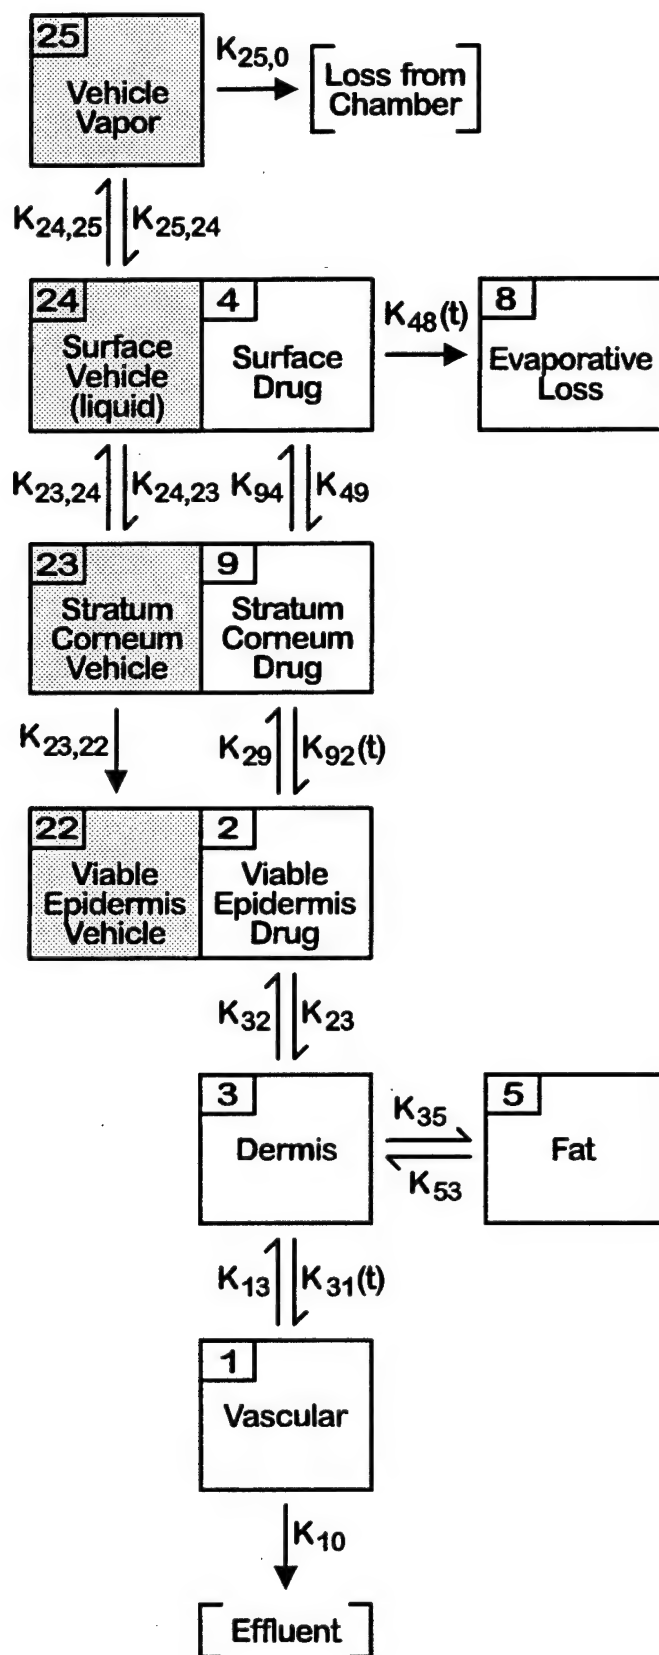 25
Vehicle
Vapor
K25,0
Loss from
Chamber
K24,25 K25,24
24
Surface
Vehicle
(liquid)
4
Surface
Drug
K48(t)
8
Evaporative
Loss
K23,24 K24,23 K94 K49
23
Stratum
Corneum
Vehicle
9
Stratum
Corneum
Drug
K23,22 K29 K92(t)
22
Viable
Epidermis
Vehicle
2
Viable
Epidermis
Drug
K32 K23
3
Dermis
K35
K53
5
Fat
K13 K31(t)
1
Vascular
K10
Effluent